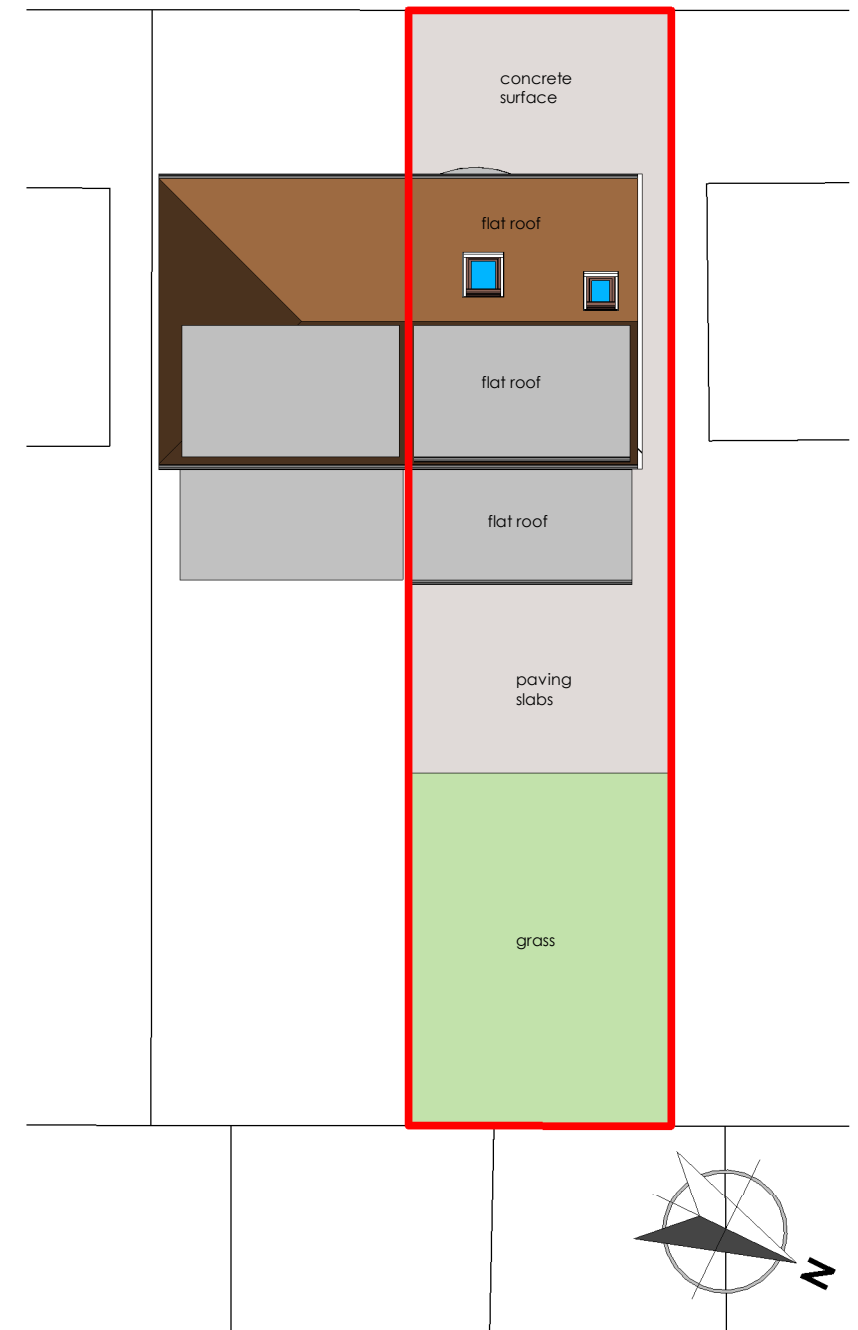 concrete
surface
flat roof
flat roof
flat roof
paving
slabs
grass
N